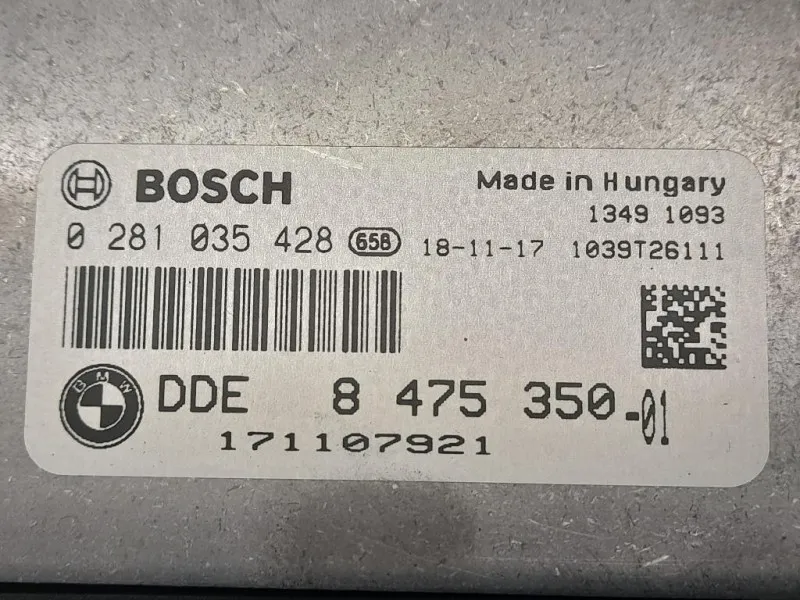 BOSCH Made in Hungary
1349 1093
0 281 035 428 658 18-11-17 1039T26111
BMW DDE 8 475 350-01
171107921